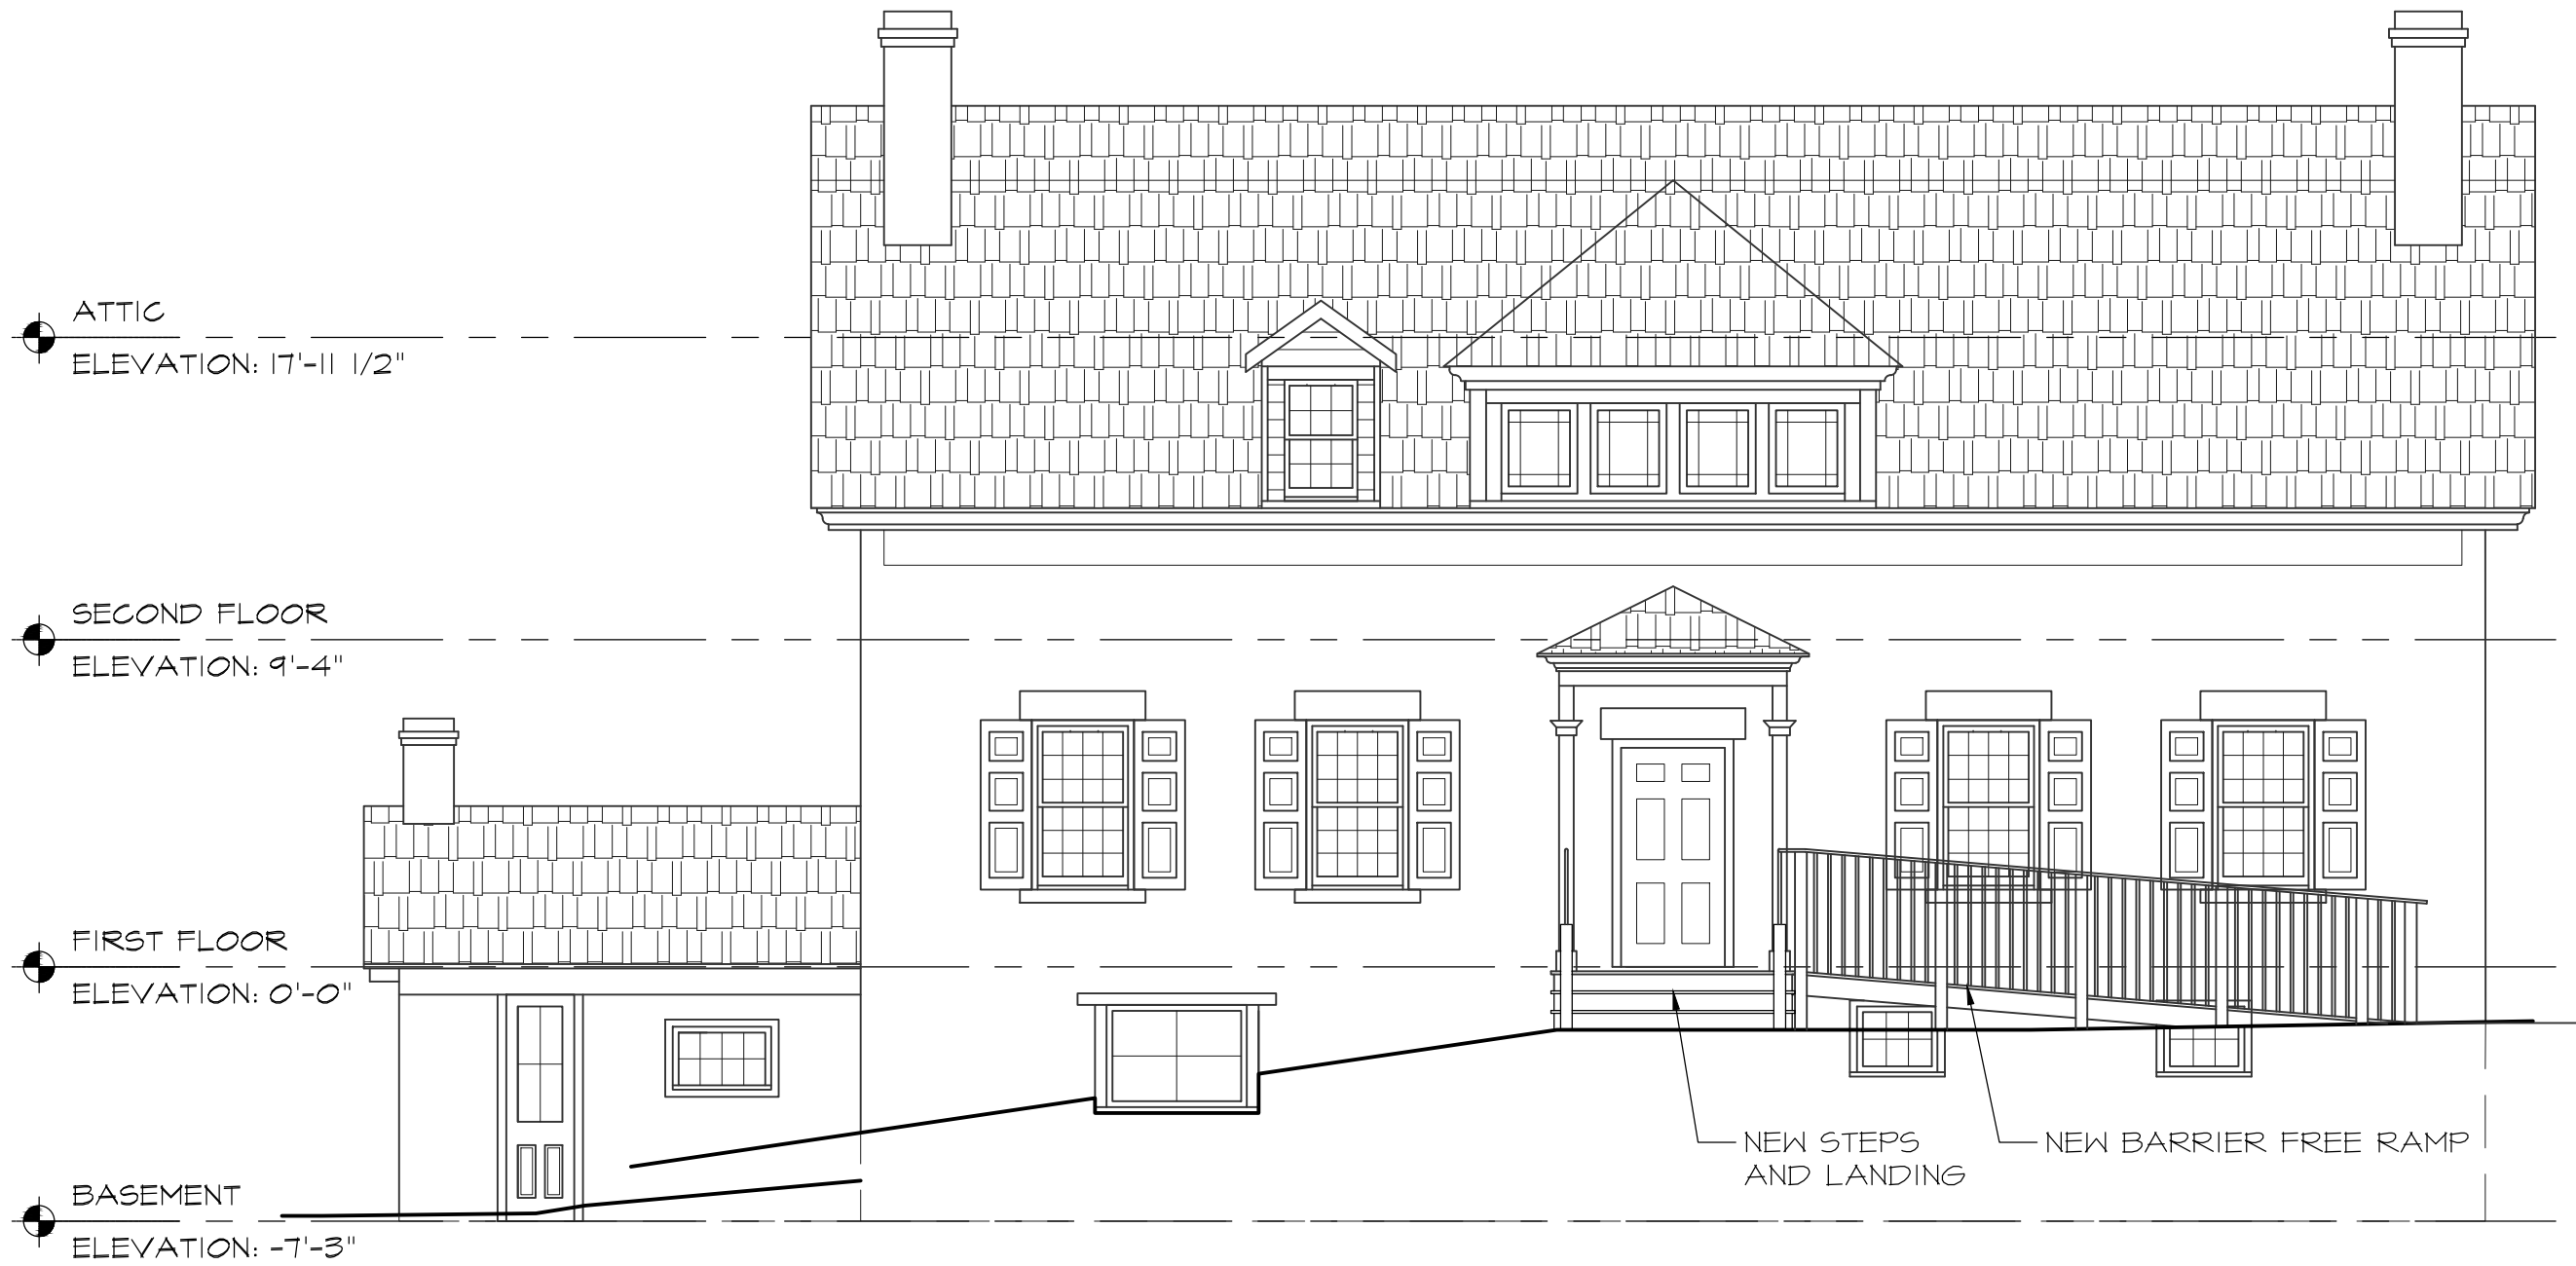 ATTIC
ELEVATION: 17'-11 1/2"
SECOND FLOOR
ELEVATION: 9'-4"
FIRST FLOOR
ELEVATION: 0'-0"
NEW STEPS
AND LANDING
NEW BARRIER FREE RAMP
BASEMENT
ELEVATION: -7'-3"